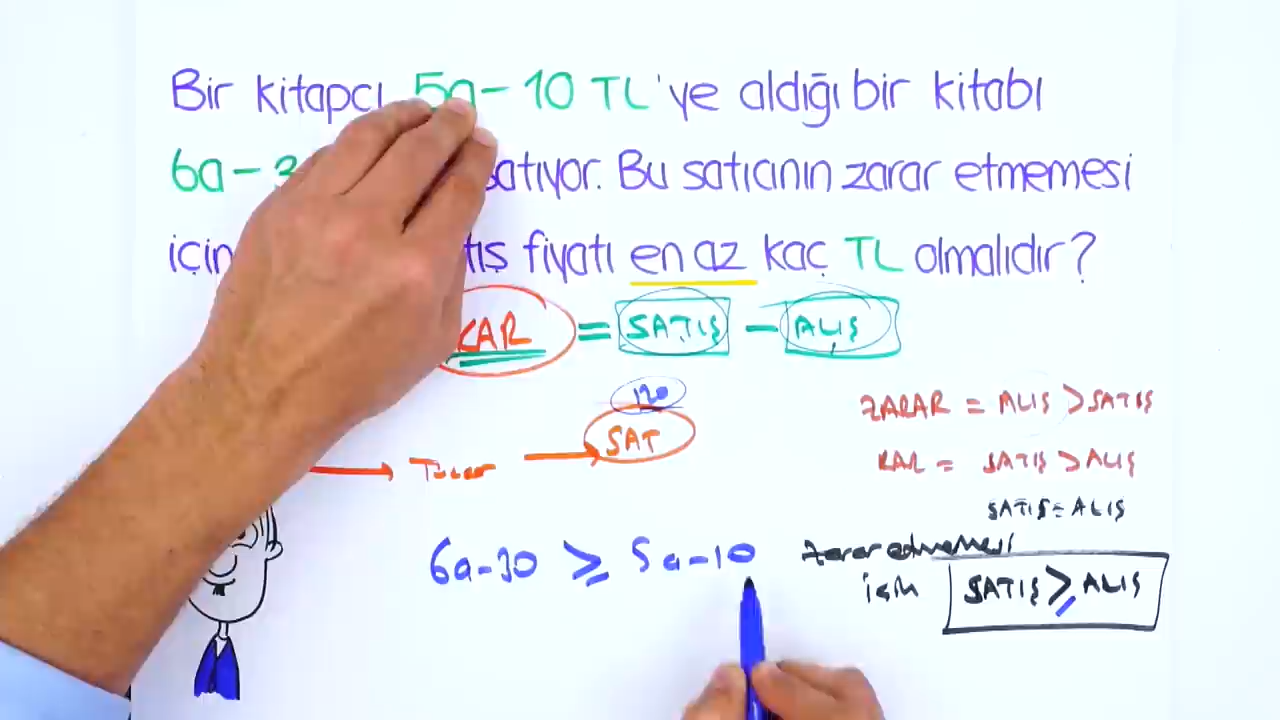 Bir kitapçı 5a - 10 TL'ye aldığı bir kitabı
6a - 3 satıyor. Bu satıcının zarar etmemesi
için tış fiyatı en az kaç TL olmalıdır?
KAR = SATIŞ - ALIŞ
120
SAT
ZARAR = ALIŞ > SATIŞ
KAR = SATIŞ > ALIŞ
SATIŞ = ALIŞ
6a-30 ≥ 5a-10
zarar edmemesi
için SATIŞ ≥ ALIŞ